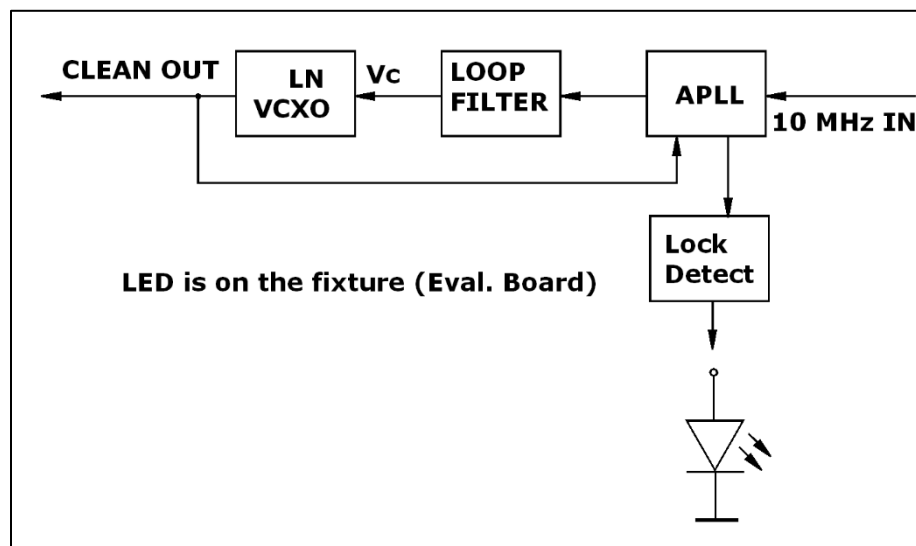 CLEAN OUT
LN
VCXO
Vc
LOOP
FILTER
APLL
10 MHz IN
Lock
Detect
LED is on the fixture (Eval. Board)